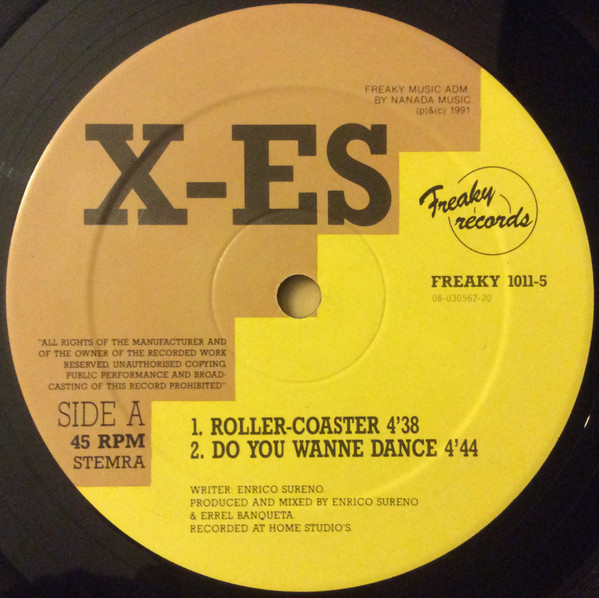 FREAKY MUSIC ADM.
BY NANADA MUSIC
(p)&(c) 1991
X-ES
Freaky
records
FREAKY 1011-5
08-030562-20
"ALL RIGHTS OF THE MANUFACTURER AND
OF THE OWNER OF THE RECORDED WORK
RESERVED, UNAUTHORISED COPYING,
PUBLIC PERFORMANCE AND BROAD-
CASTING OF THIS RECORD PROHIBITED"
SIDE A
45 RPM
STEMRA
1. ROLLER-COASTER 4'38
2. DO YOU WANNE DANCE 4'44
WRITER: ENRICO SURENO.
PRODUCED AND MIXED BY ENRICO SURENO
& ERREL BANQUETA
RECORDED AT HOME STUDIO'S.